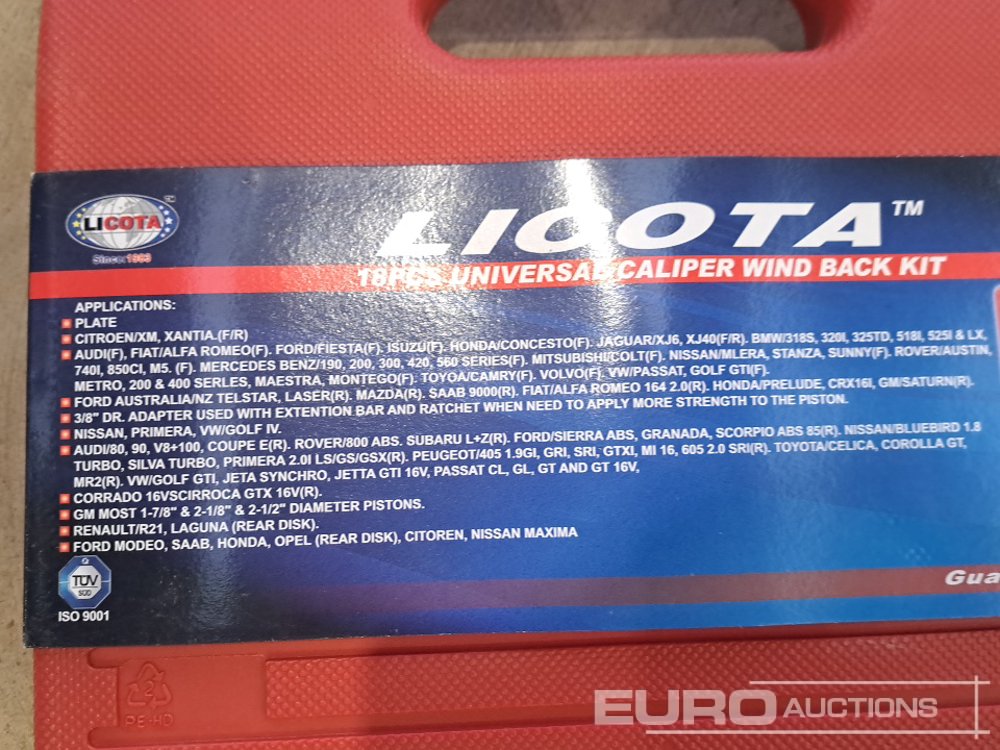 LICOTA
Since:1963
LICOTA™
18PCS UNIVERSAL CALIPER WIND BACK KIT
APPLICATIONS:
PLATE
CITROEN/XM, XANTIA.(F/R)
AUDI(F), FIAT/ALFA ROMEO(F). FORD/FIESTA(F). ISUZU(F). HONDA/CONCESTO(F). JAGUAR/XJ6, XJ40(F/R). BMW/318S, 320I, 325TD, 518I, 525I & LX,
740I, 850CI, M5. (F). MERCEDES BENZ/190, 200, 300, 420, 560 SERIES(F). MITSUBISHI/COLT(F). NISSAN/MLERA, STANZA, SUNNY(F). ROVER/AUSTIN,
METRO, 200 & 400 SERLES, MAESTRA, MONTEGO(F). TOYOA/CAMRY(F). VOLVO(F). VW/PASSAT, GOLF GTI(F).
FORD AUSTRALIA/NZ TELSTAR, LASER(R). MAZDA(R). SAAB 9000(R). FIAT/ALFA ROMEO 164 2.0(R). HONDA/PRELUDE, CRX16I, GM/SATURN(R).
3/8" DR. ADAPTER USED WITH EXTENTION BAR AND RATCHET WHEN NEED TO APPLY MORE STRENGTH TO THE PISTON.
NISSAN, PRIMERA, VW/GOLF IV.
AUDI/80, 90, V8+100, COUPE E(R). ROVER/800 ABS. SUBARU L+Z(R). FORD/SIERRA ABS, GRANADA, SCORPIO ABS 85(R). NISSAN/BLUEBIRD 1.8
TURBO, SILVA TURBO, PRIMERA 2.0I LS/GS/GSX(R). PEUGEOT/405 1.9GI, GRI, SRI, GTXI, MI 16, 605 2.0 SRI(R). TOYOTA/CELICA, COROLLA GT,
MR2(R). VW/GOLF GTI, JETA SYNCHRO, JETTA GTI 16V, PASSAT CL, GL, GT AND GT 16V,
CORRADO 16VSCIRROCA GTX 16V(R).
GM MOST 1-7/8" & 2-1/8" & 2-1/2" DIAMETER PISTONS.
RENAULT/R21, LAGUNA (REAR DISK).
FORD MODEO, SAAB, HONDA, OPEL (REAR DISK), CITOREN, NISSAN MAXIMA
TÜV
SÜD
ISO 9001
Gua
2
PE-HD
EURO AUCTIONS